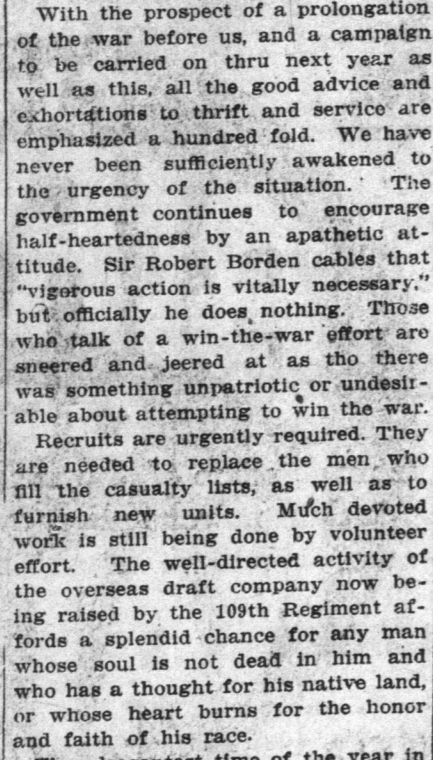 With the prospect of a prolongation
of the war before us, and a campaign
to be carried on thru next year as
well as this, all the good advice and
exhortations to thrift and service are
emphasized a hundred fold. We have
never been sufficiently awakened to
the urgency of the situation. The
government continues to encourage
half-heartedness by an apathetic at-
titude. Sir Robert Borden cables that
"vigorous action is vitally necessary,"
but officially he does nothing. Those
who talk of a win-the-war effort are
sneered and jeered at as tho there
was something unpatriotic or undesir-
able about attempting to win the war.
Recruits are urgently required. They
are needed to replace the men who
fill the casualty lists, as well as to
furnish new units. Much devoted
work is still being done by volunteer
effort. The well-directed activity of
the overseas draft company now be-
ing raised by the 109th Regiment af-
fords a splendid chance for any man
whose soul is not dead in him and
who has a thought for his native land,
or whose heart burns for the honor
and faith of his race.
time of the year in